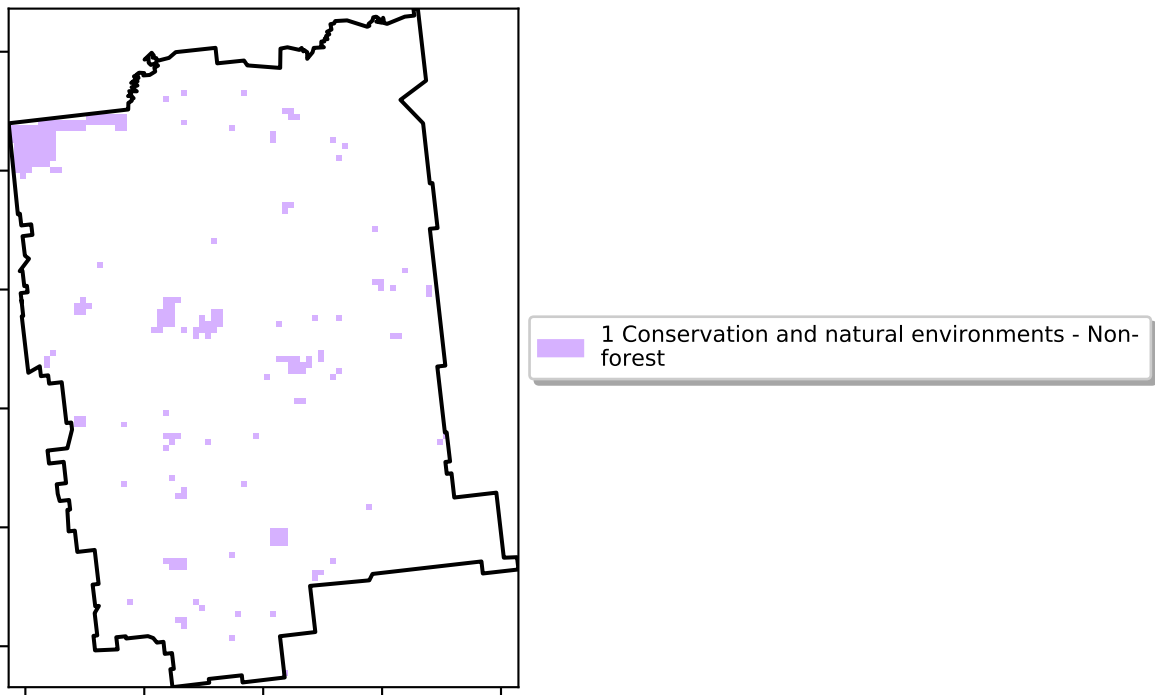 1 Conservation and natural environments - Non-
forest